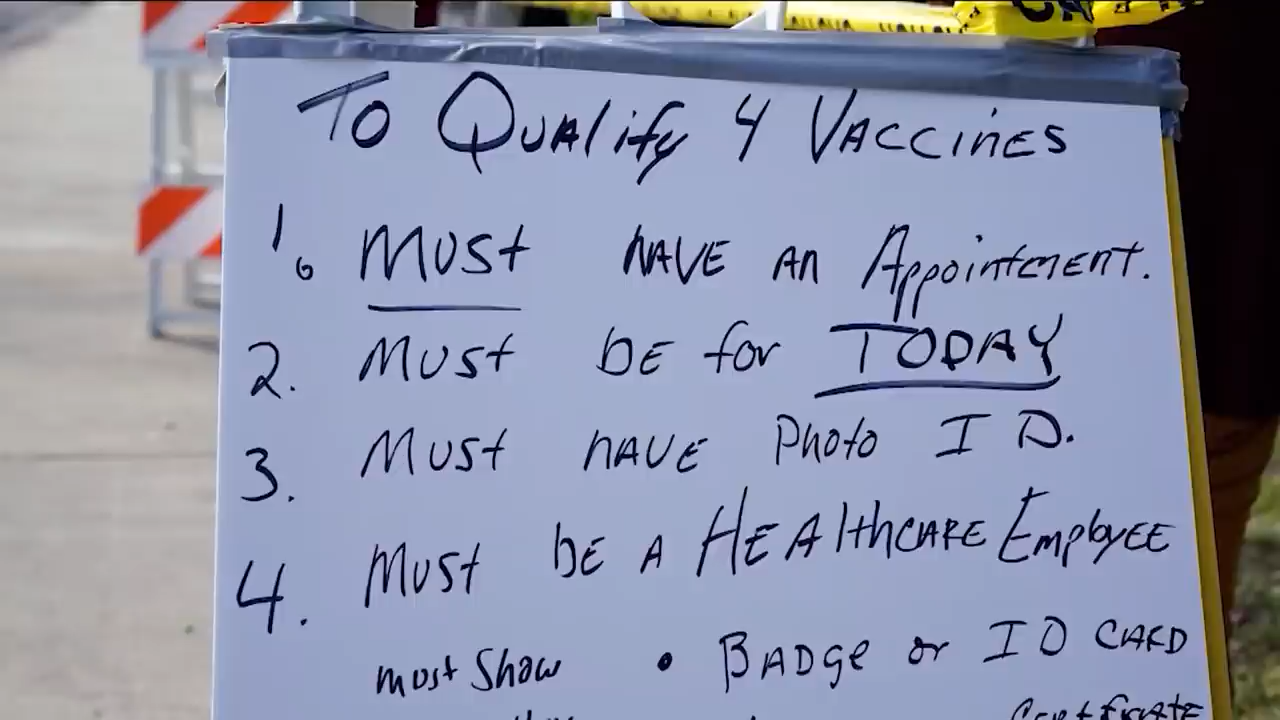 To Qualify 4 Vaccines
1. Must have an Appointment.
2. Must be for TODAY
3. Must have Photo I D.
4. Must be a Healthcare Employee
must show • Badge or ID card